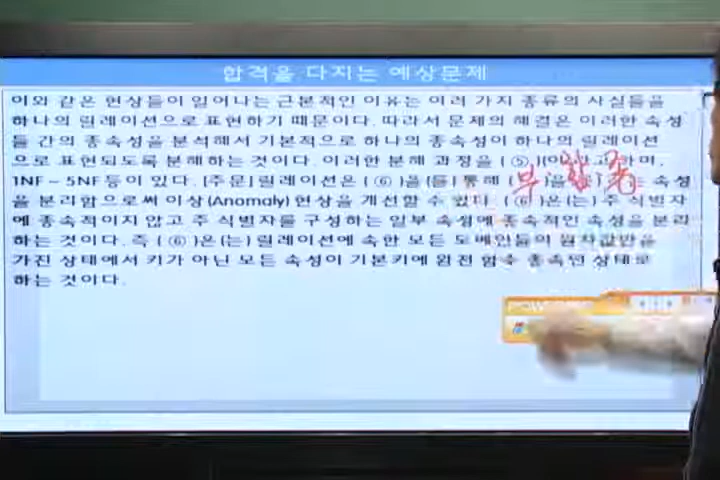 합격을 다지는 예상문제
이와 같은 현상들이 일어나는 근본적인 이유는 여러 가지 종류의 사실들을
하나의 릴레이션으로 표현하기 때문이다. 따라서 문제의 해결은 이러한 속성
들 간의 종속성을 분석해서 기본적으로 하나의 종속성이 하나의 릴레이션
으로 표현되도록 분해하는 것이다. 이러한 분해 과정을 ( ⑤ )
1NF ~ 5NF 등이 있다. [주문] 릴레이션은 ( ⑥ )을 (를) 통해 부 함 속성
을 분리함으로써 이상(Anomaly) 현상을 개선할 수 있다. ( ⑥ )은 (는) 주 식별자
에 종속적이지 않고 주 식별자를 구성하는 일부 속성에 종속적인 속성을 분리
하는 것이다. 즉 ( ⑥ )은 (는) 릴레이션에 속한 모든 도메인들이 원자값만을
가진 상태에서 키가 아닌 모든 속성이 기본키에 완전 함수 종속된 상태로
하는 것이다.